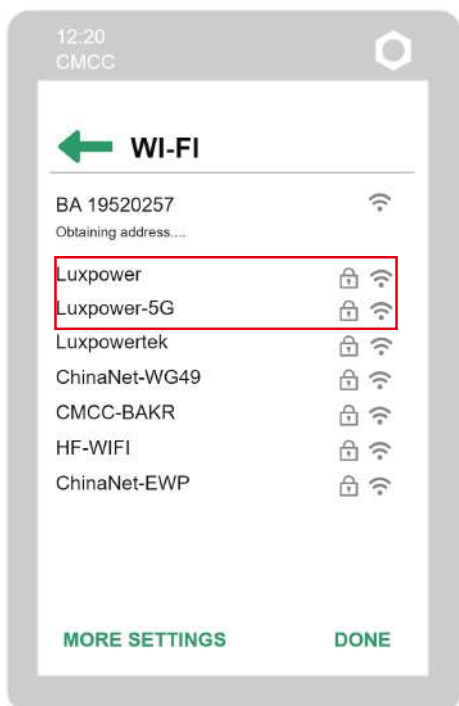 12:20
CMCC
WI-FI
BA 19520257
Obtaining address....
Luxpower
Luxpower-5G
Luxpowertek
ChinaNet-WG49
CMCC-BAKR
HF-WIFI
ChinaNet-EWP
MORE SETTINGS DONE